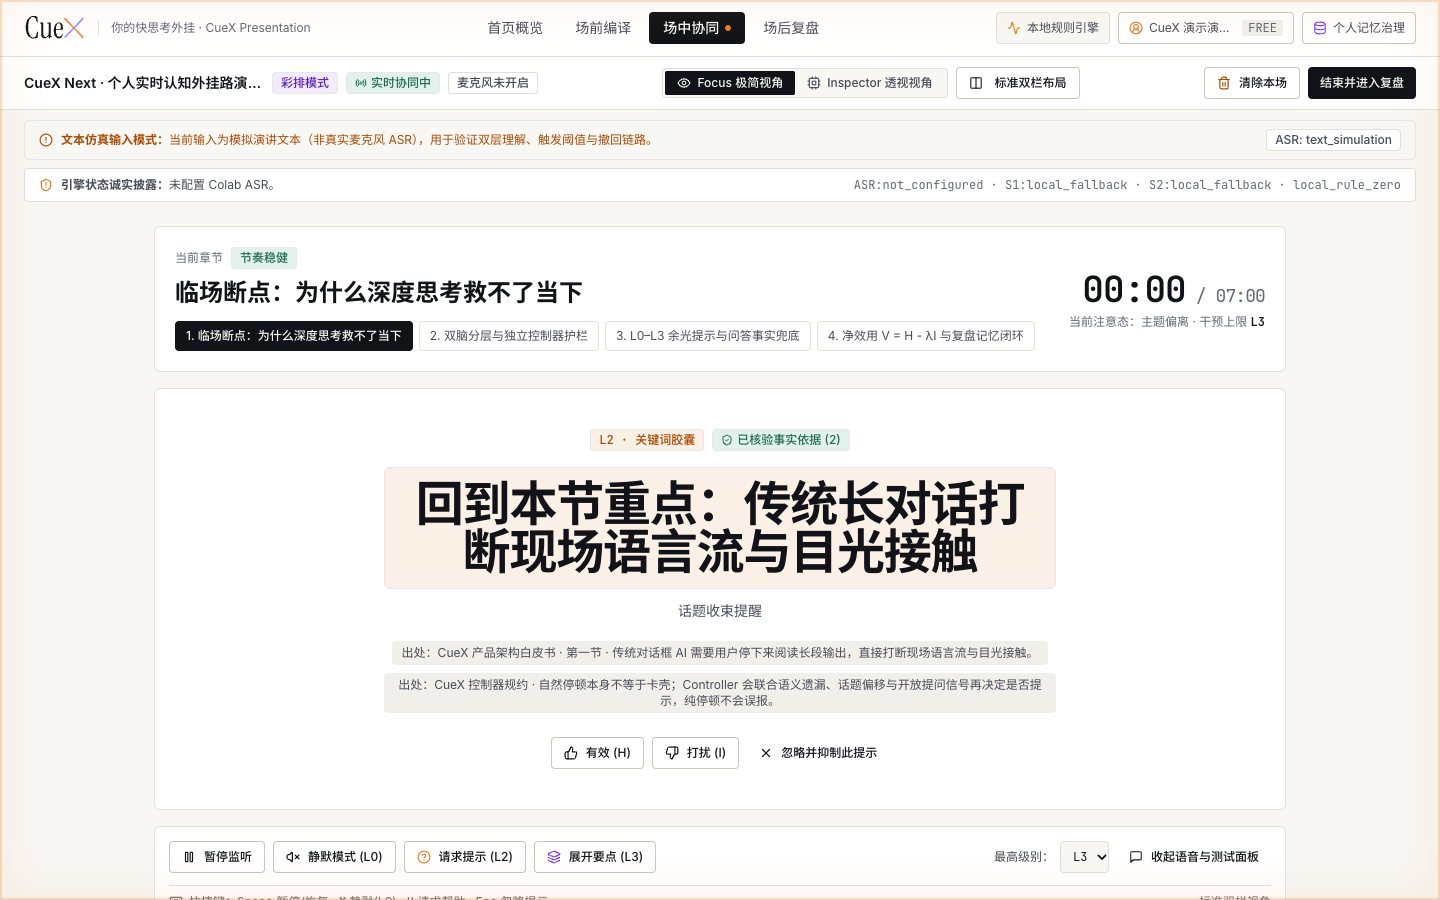 CueX
你的快思考外挂 · CueX Presentation
首页概览
场前编译
场中协同
场后复盘
本地规则引擎
CueX 演示演...
FREE
个人记忆治理
CueX Next · 个人实时认知外挂路演...
彩排模式
实时协同中
麦克风未开启
Focus 极简视角
Inspector 透视视角
标准双栏布局
清除本场
结束并进入复盘
文本仿真输入模式：当前输入为模拟演讲文本（非真实麦克风 ASR），用于验证双层理解、触发阈值与撤回链路。
ASR: text_simulation
引擎状态诚实披露：未配置 Colab ASR。
ASR:not_configured · S1:local_fallback · S2:local_fallback · local_rule_zero
当前章节
节奏稳健
临场断点：为什么深度思考救不了当下
00:00 / 07:00
当前注意态：主题偏离 · 干预上限 L3
1. 临场断点：为什么深度思考救不了当下
2. 双脑分层与独立控制器护栏
3. L0–L3 余光提示与问答事实兜底
4. 净效用 V = H - λI 与复盘记忆闭环
L2 · 关键词胶囊
已核验事实依据 (2)
回到本节重点：传统长对话打
断现场语言流与目光接触
话题收束提醒
出处：CueX 产品架构白皮书 · 第一节 · 传统对话框 AI 需要用户停下来阅读长段输出，直接打断现场语言流与目光接触。
出处：CueX 控制器规约 · 自然停顿本身不等于卡壳；Controller 会联合语义遗漏、话题偏移与开放提问信号再决定是否提
示，纯停顿不会误报。
有效 (H)
打扰 (I)
忽略并抑制此提示
暂停监听
静默模式 (L0)
请求提示 (L2)
展开要点 (L3)
最高级别：
L3
收起语音与测试面板